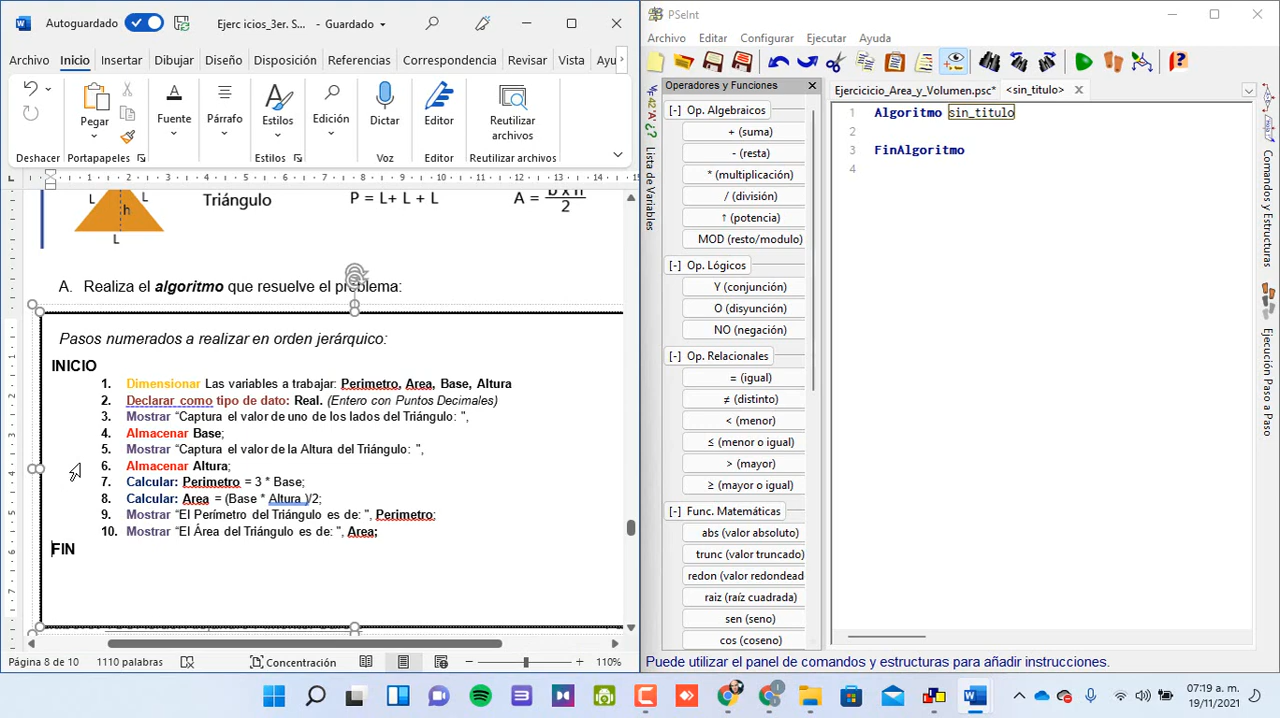 Autoguardado
Ejerc icios_3er. S... - Guardado
Archivo Inicio Insertar Dibujar Diseño Disposición Referencias Correspondencia Revisar Vista Ayu
Pegar Fuente Párrafo Estilos Edición Dictar Editor Reutilizar archivos
Deshacer Portapapeles Estilos Voz Editor Reutilizar archivos
L L h Triángulo P = L+ L + L A = b x h / 2
L
A. Realiza el algoritmo que resuelve el problema:
Pasos numerados a realizar en orden jerárquico:
INICIO
1. Dimensionar Las variables a trabajar: Perimetro, Area, Base, Altura
2. Declarar como tipo de dato: Real. (Entero con Puntos Decimales)
3. Mostrar “Captura el valor de uno de los lados del Triángulo: ",
4. Almacenar Base;
5. Mostrar “Captura el valor de la Altura del Triángulo: ",
6. Almacenar Altura;
7. Calcular: Perimetro = 3 * Base;
8. Calcular: Area = (Base * Altura )/2;
9. Mostrar “El Perímetro del Triángulo es de: ", Perimetro;
10. Mostrar “El Área del Triángulo es de: ", Area;
FIN
Página 8 de 10 1110 palabras Concentración 110%
PSeInt
Archivo Editar Configurar Ejecutar Ayuda
Lista de Variables
Operadores y Funciones
[-] Op. Algebraicos
+ (suma)
- (resta)
* (multiplicación)
/ (división)
↑ (potencia)
MOD (resto/modulo)
[-] Op. Lógicos
Y (conjunción)
O (disyunción)
NO (negación)
[-] Op. Relacionales
= (igual)
≠ (distinto)
< (menor)
≤ (menor o igual)
> (mayor)
≥ (mayor o igual)
[-] Func. Matemáticas
abs (valor absoluto)
trunc (valor truncado)
redon (valor redondead
raiz (raíz cuadrada)
sen (seno)
cos (coseno)
Ejercicicio_Area_y_Volumen.psc* <sin_titulo>
1 Algoritmo sin_titulo
2
3 FinAlgoritmo
4
Comandos y Estructuras
Ejecución Paso a Paso
Puede utilizar el panel de comandos y estructuras para añadir instrucciones.
07:19 a. m.
19/11/2021